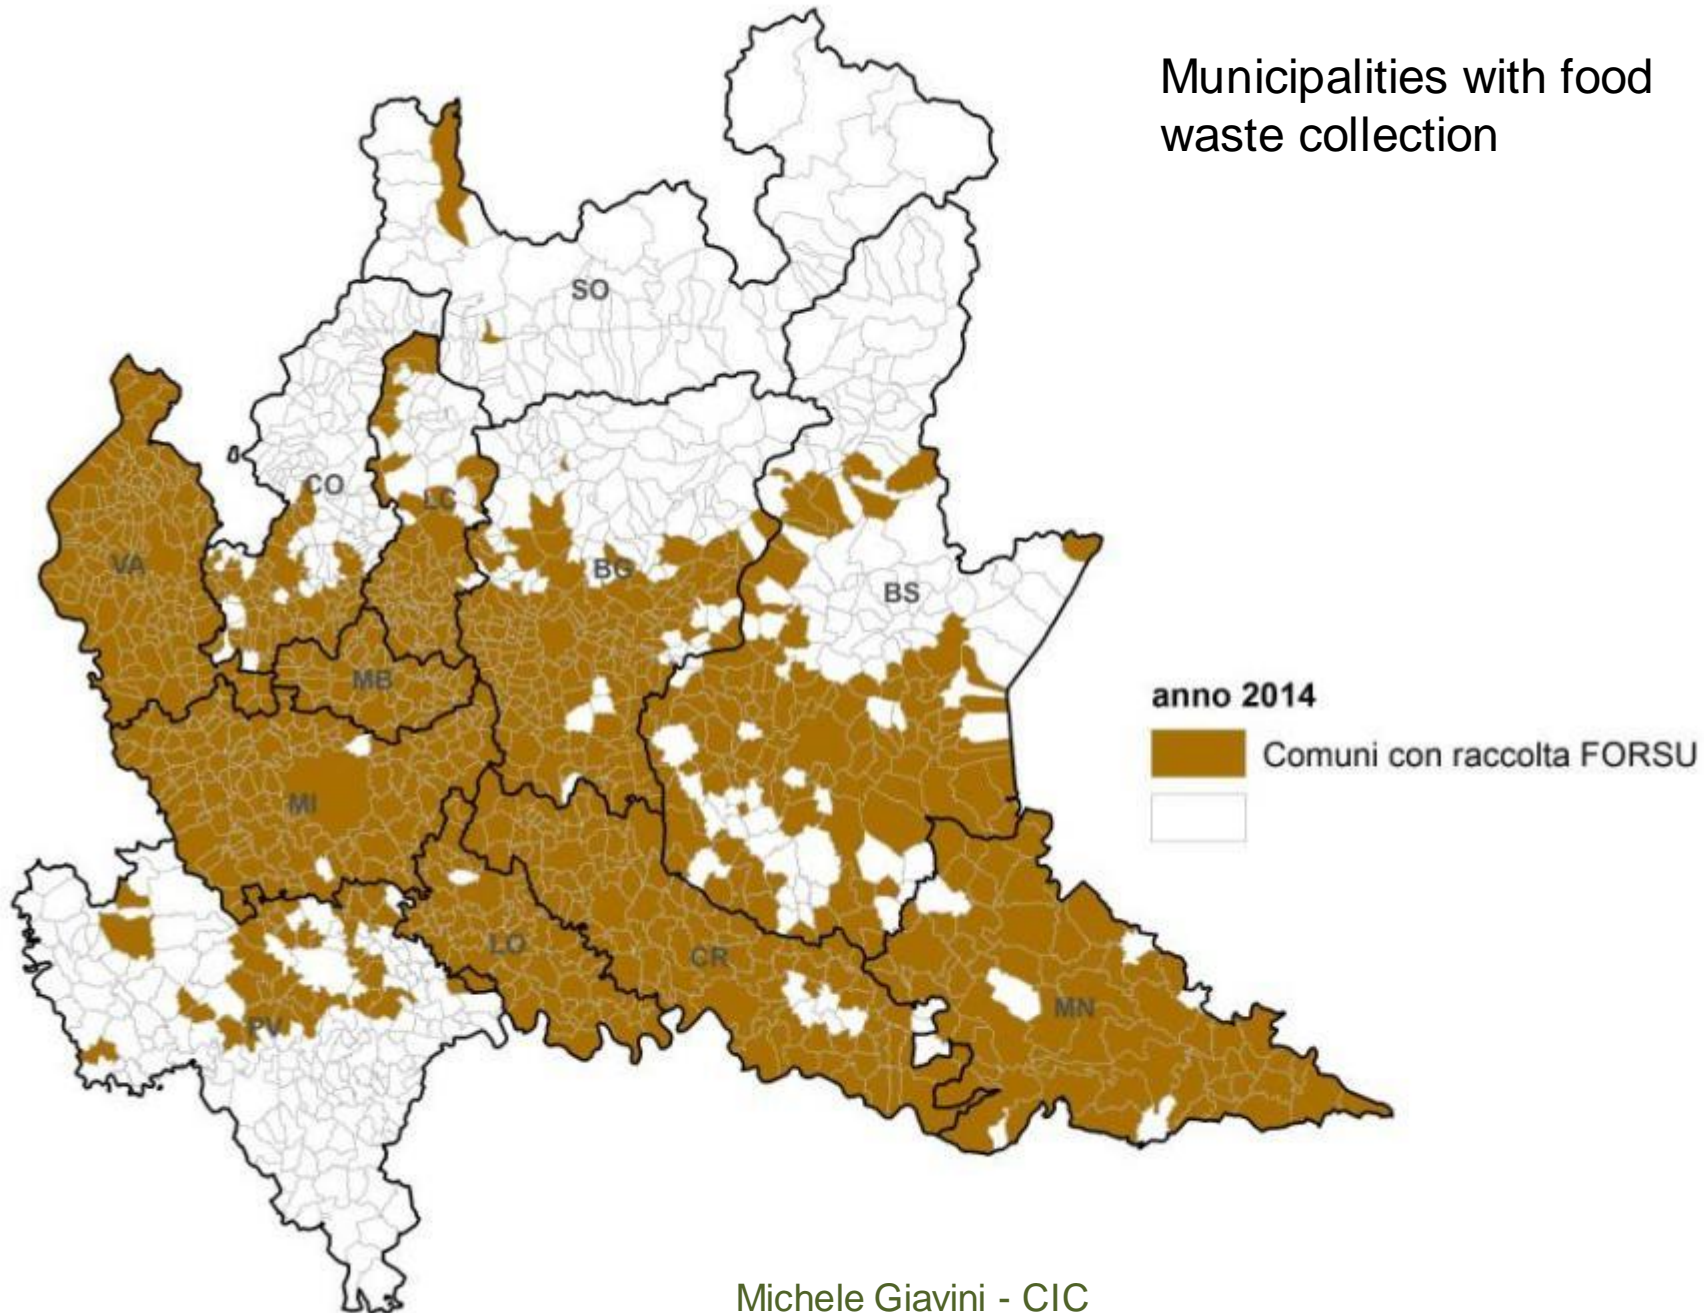 Municipalities with food
waste collection
SO
CO
LC
VA
BG
BS
MB
anno 2014
Comuni con raccolta FORSU
MI
LO
CR
MN
PV
Michele Giavini - CIC